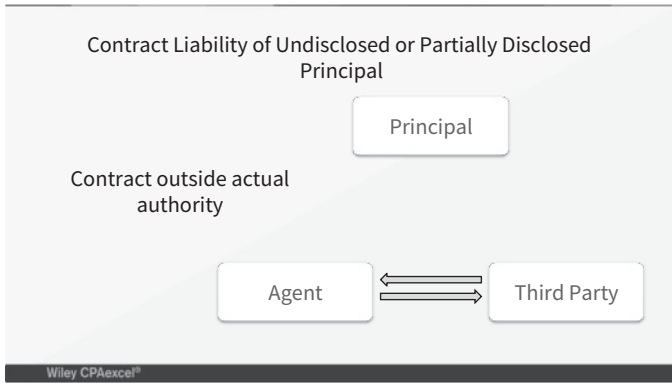 Contract Liability of Undisclosed or Partially Disclosed
Principal
Principal
Contract outside actual
authority
Agent
Third Party
Wiley CPAexcel®